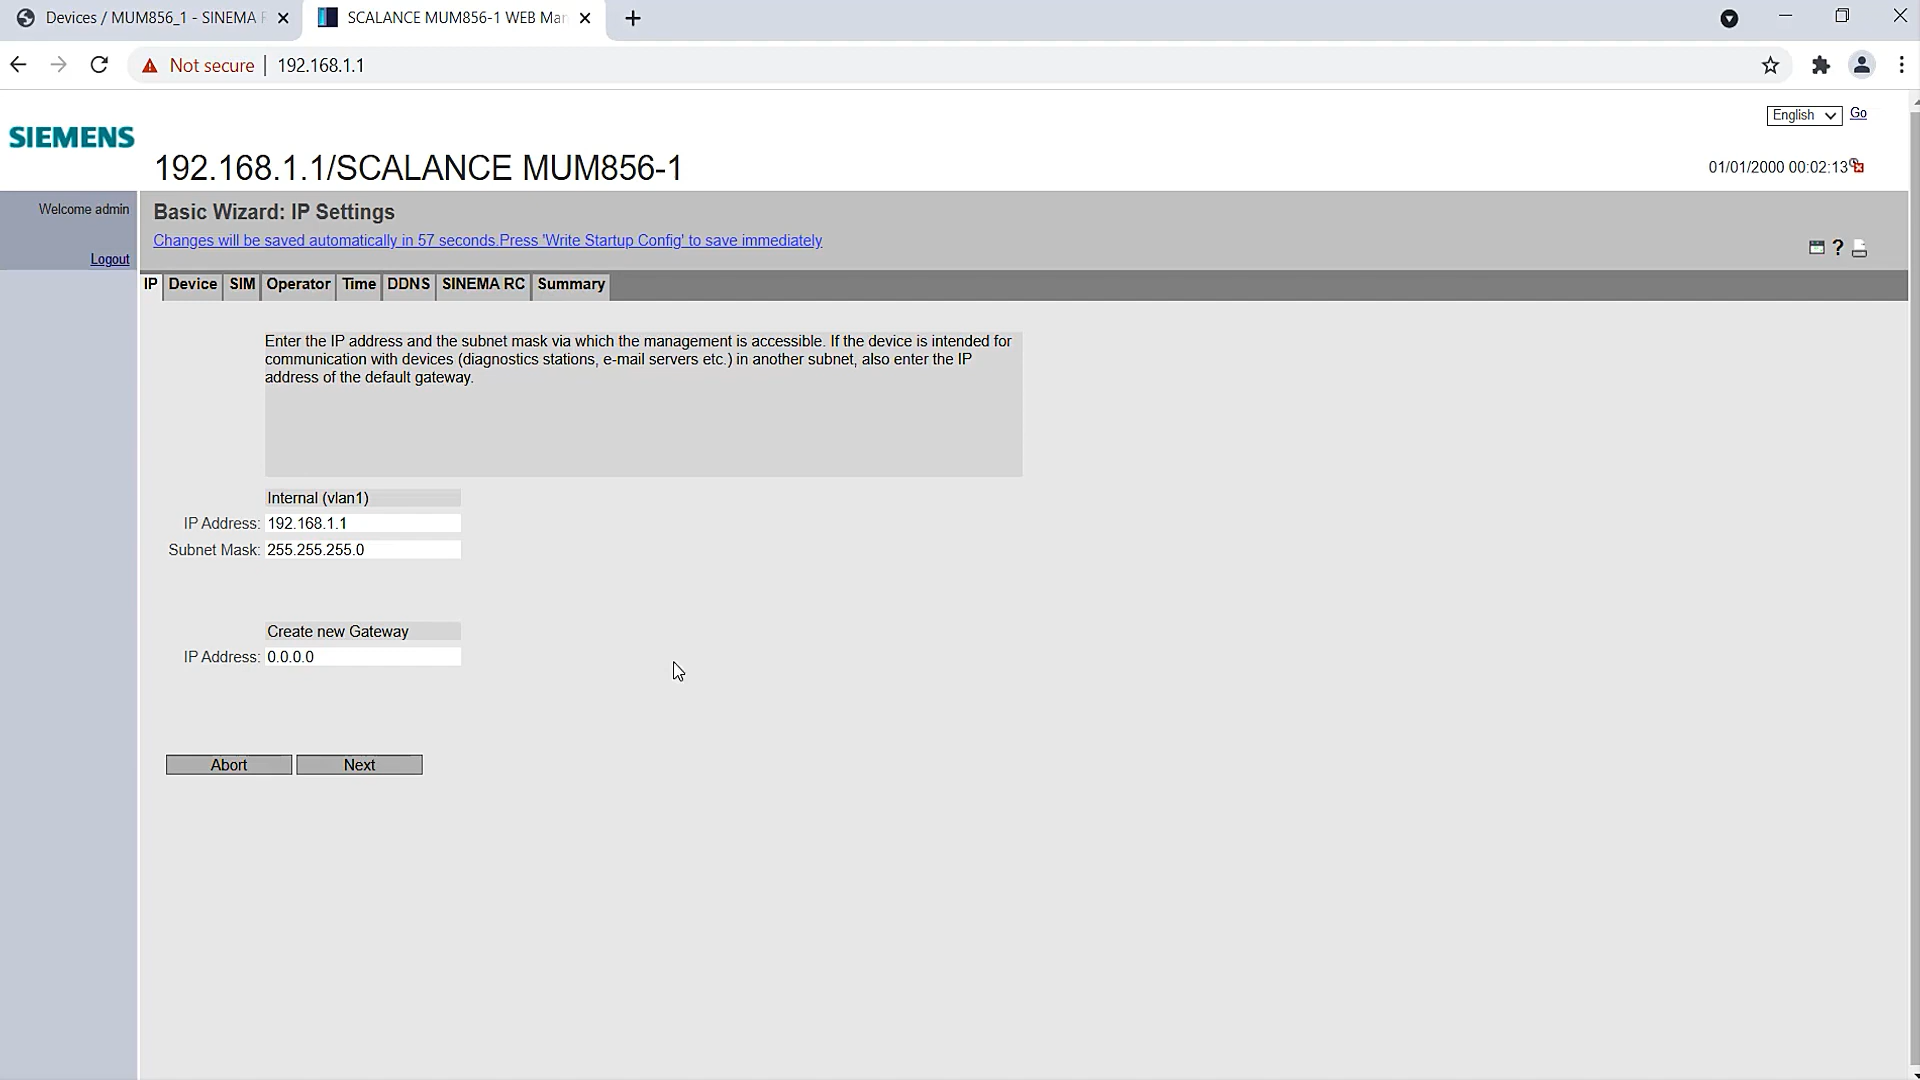 Devices / MUM856_1 - SINEMA
SCALANCE MUM856-1 WEB Man
Not secure
192.168.1.1
English
Go
SIEMENS
192.168.1.1/SCALANCE MUM856-1
01/01/2000 00:02:13
Welcome admin
Logout
Basic Wizard: IP Settings
Changes will be saved automatically in 57 seconds.Press 'Write Startup Config' to save immediately
?
IP
Device
SIM
Operator
Time
DDNS
SINEMA RC
Summary
Enter the IP address and the subnet mask via which the management is accessible. If the device is intended for
communication with devices (diagnostics stations, e-mail servers etc.) in another subnet, also enter the IP
address of the default gateway.
Internal (vlan1)
IP Address: 192.168.1.1
Subnet Mask: 255.255.255.0
Create new Gateway
IP Address: 0.0.0.0
Abort
Next